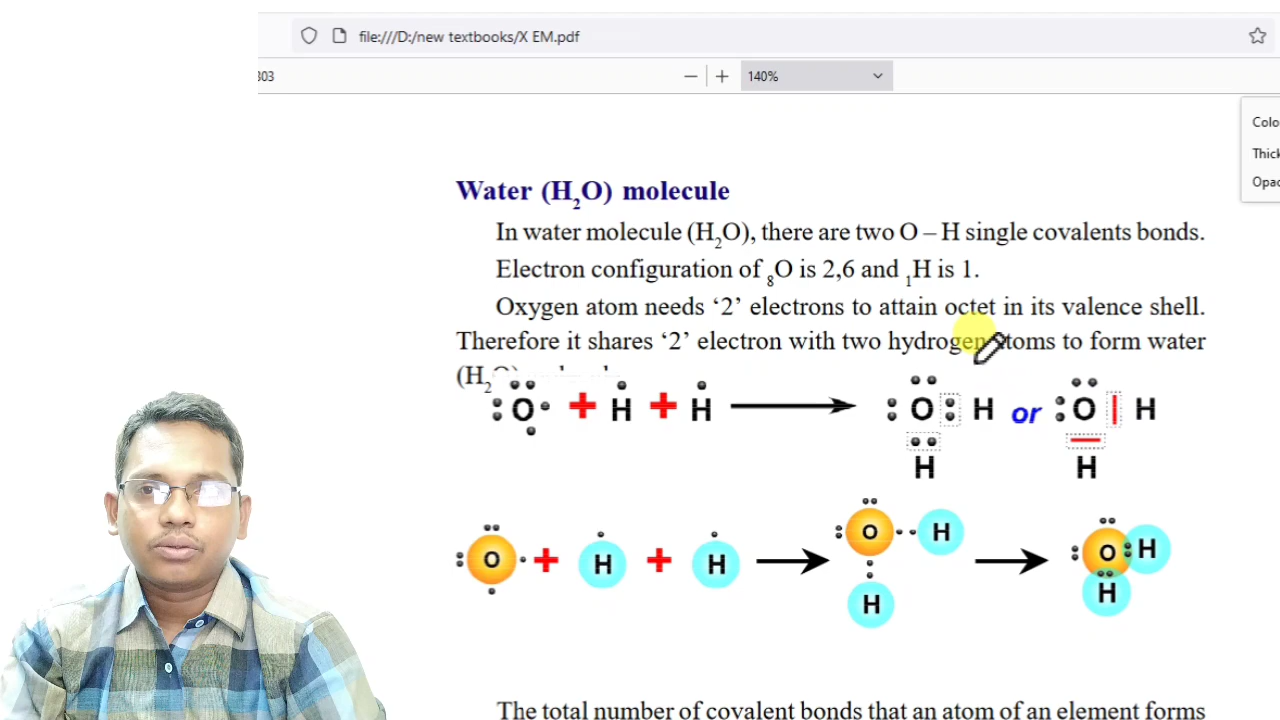 file:///D:/new textbooks/X EM.pdf
303
140%
Colo
Thick
Opac
Water (H₂O) molecule
In water molecule (H₂O), there are two O – H single covalents bonds.
Electron configuration of ₈O is 2,6 and ₁H is 1.
Oxygen atom needs ‘2’ electrons to attain octet in its valence shell.
Therefore it shares ‘2’ electron with two hydrogen atoms to form water
(H₂O)
O + H + H O H or O H
H H
O + H + H O H O H
H H
The total number of covalent bonds that an atom of an element forms